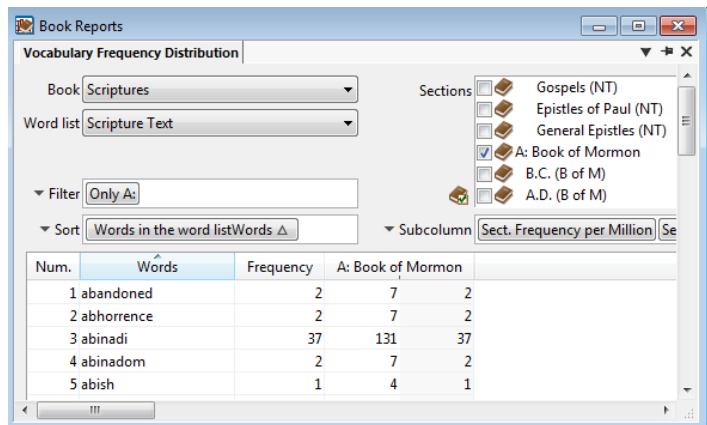 Book Reports
Vocabulary Frequency Distribution
Book Scriptures
Word list Scripture Text
Sections
Gospels (NT)
Epistles of Paul (NT)
General Epistles (NT)
A: Book of Mormon
B.C. (B of M)
A.D. (B of M)
Filter Only A:
Sort Words in the word listWords △
Subcolumn Sect. Frequency per Million Se
Num. Words Frequency A: Book of Mormon
1 abandoned 2 7 2
2 abhorrence 2 7 2
3 abinadi 37 131 37
4 abinadom 2 7 2
5 abish 1 4 1